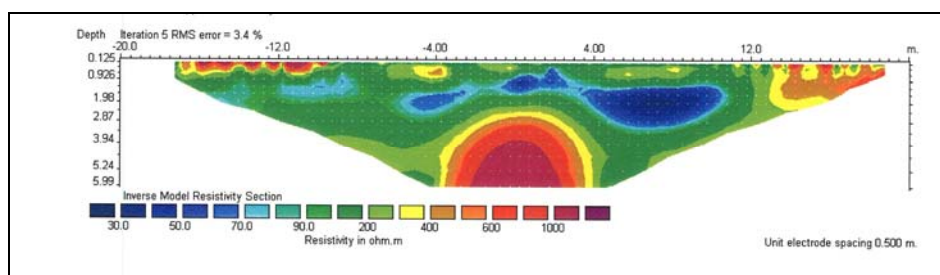 Depth Iteration 5 RMS error = 3.4 %
-20.0 -12.0 -4.00 4.00 12.0 m.
0.125
0.926
1.98
2.87
3.94
5.24
5.99
Inverse Model Resistivity Section
30.0 50.0 70.0 90.0 200 400 600 1000
Resistivity in ohm.m
Unit electrode spacing 0.500 m.